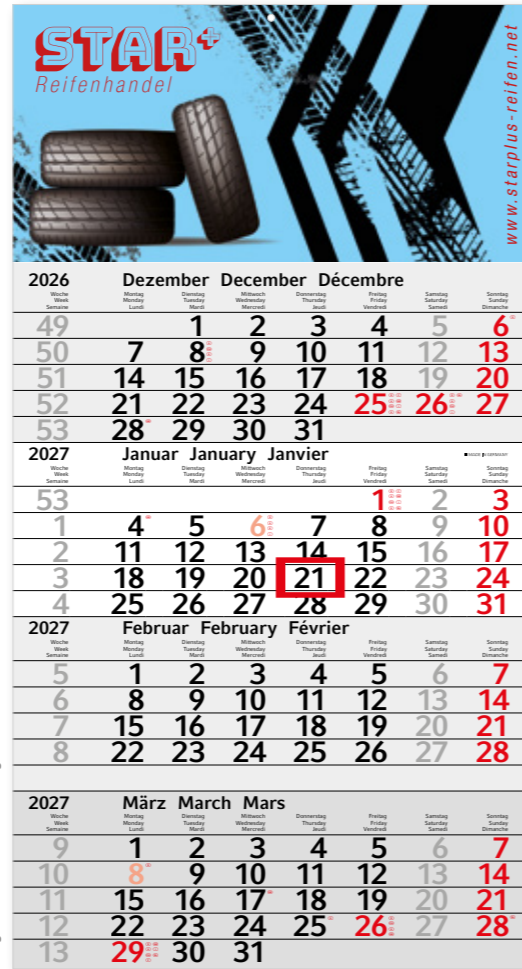 STAR+
Reifenhandel
www.starplus-reifen.net
2026 Dezember December Décembre
Woche Montag Dienstag Mittwoch Donnerstag Freitag Samstag Sonntag
Week Monday Tuesday Wednesday Thursday Friday Saturday Sunday
Semaine Lundi Mardi Mercredi Jeudi Vendredi Samedi Dimanche
49 1 2 3 4 5 6
50 7 8 9 10 11 12 13
51 14 15 16 17 18 19 20
52 21 22 23 24 25 26 27
53 28 29 30 31
2027 Januar January Janvier
Woche Montag Dienstag Mittwoch Donnerstag Freitag Samstag Sonntag
Week Monday Tuesday Wednesday Thursday Friday Saturday Sunday
Semaine Lundi Mardi Mercredi Jeudi Vendredi Samedi Dimanche
53 1 2 3
1 4 5 6 7 8 9 10
2 11 12 13 14 15 16 17
3 18 19 20 21 22 23 24
4 25 26 27 28 29 30 31
2027 Februar February Février
Woche Montag Dienstag Mittwoch Donnerstag Freitag Samstag Sonntag
Week Monday Tuesday Wednesday Thursday Friday Saturday Sunday
Semaine Lundi Mardi Mercredi Jeudi Vendredi Samedi Dimanche
5 1 2 3 4 5 6 7
6 8 9 10 11 12 13 14
7 15 16 17 18 19 20 21
8 22 23 24 25 26 27 28
2027 März March Mars
Woche Montag Dienstag Mittwoch Donnerstag Freitag Samstag Sonntag
Week Monday Tuesday Wednesday Thursday Friday Saturday Sunday
Semaine Lundi Mardi Mercredi Jeudi Vendredi Samedi Dimanche
9 1 2 3 4 5 6 7
10 8 9 10 11 12 13 14
11 15 16 17 18 19 20 21
12 22 23 24 25 26 27 28
13 29 30 31